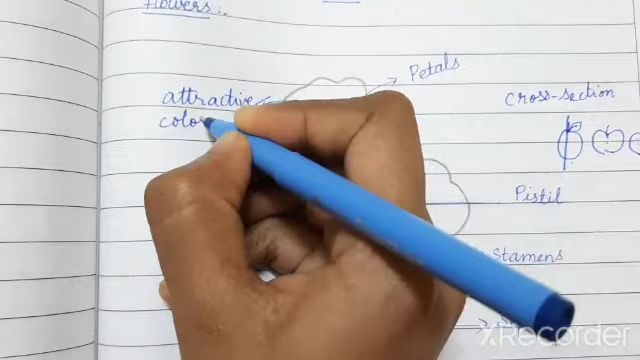 Flowers:
Petals
attractive
colo
cross-section
Pistil
Stamens
XRecorder